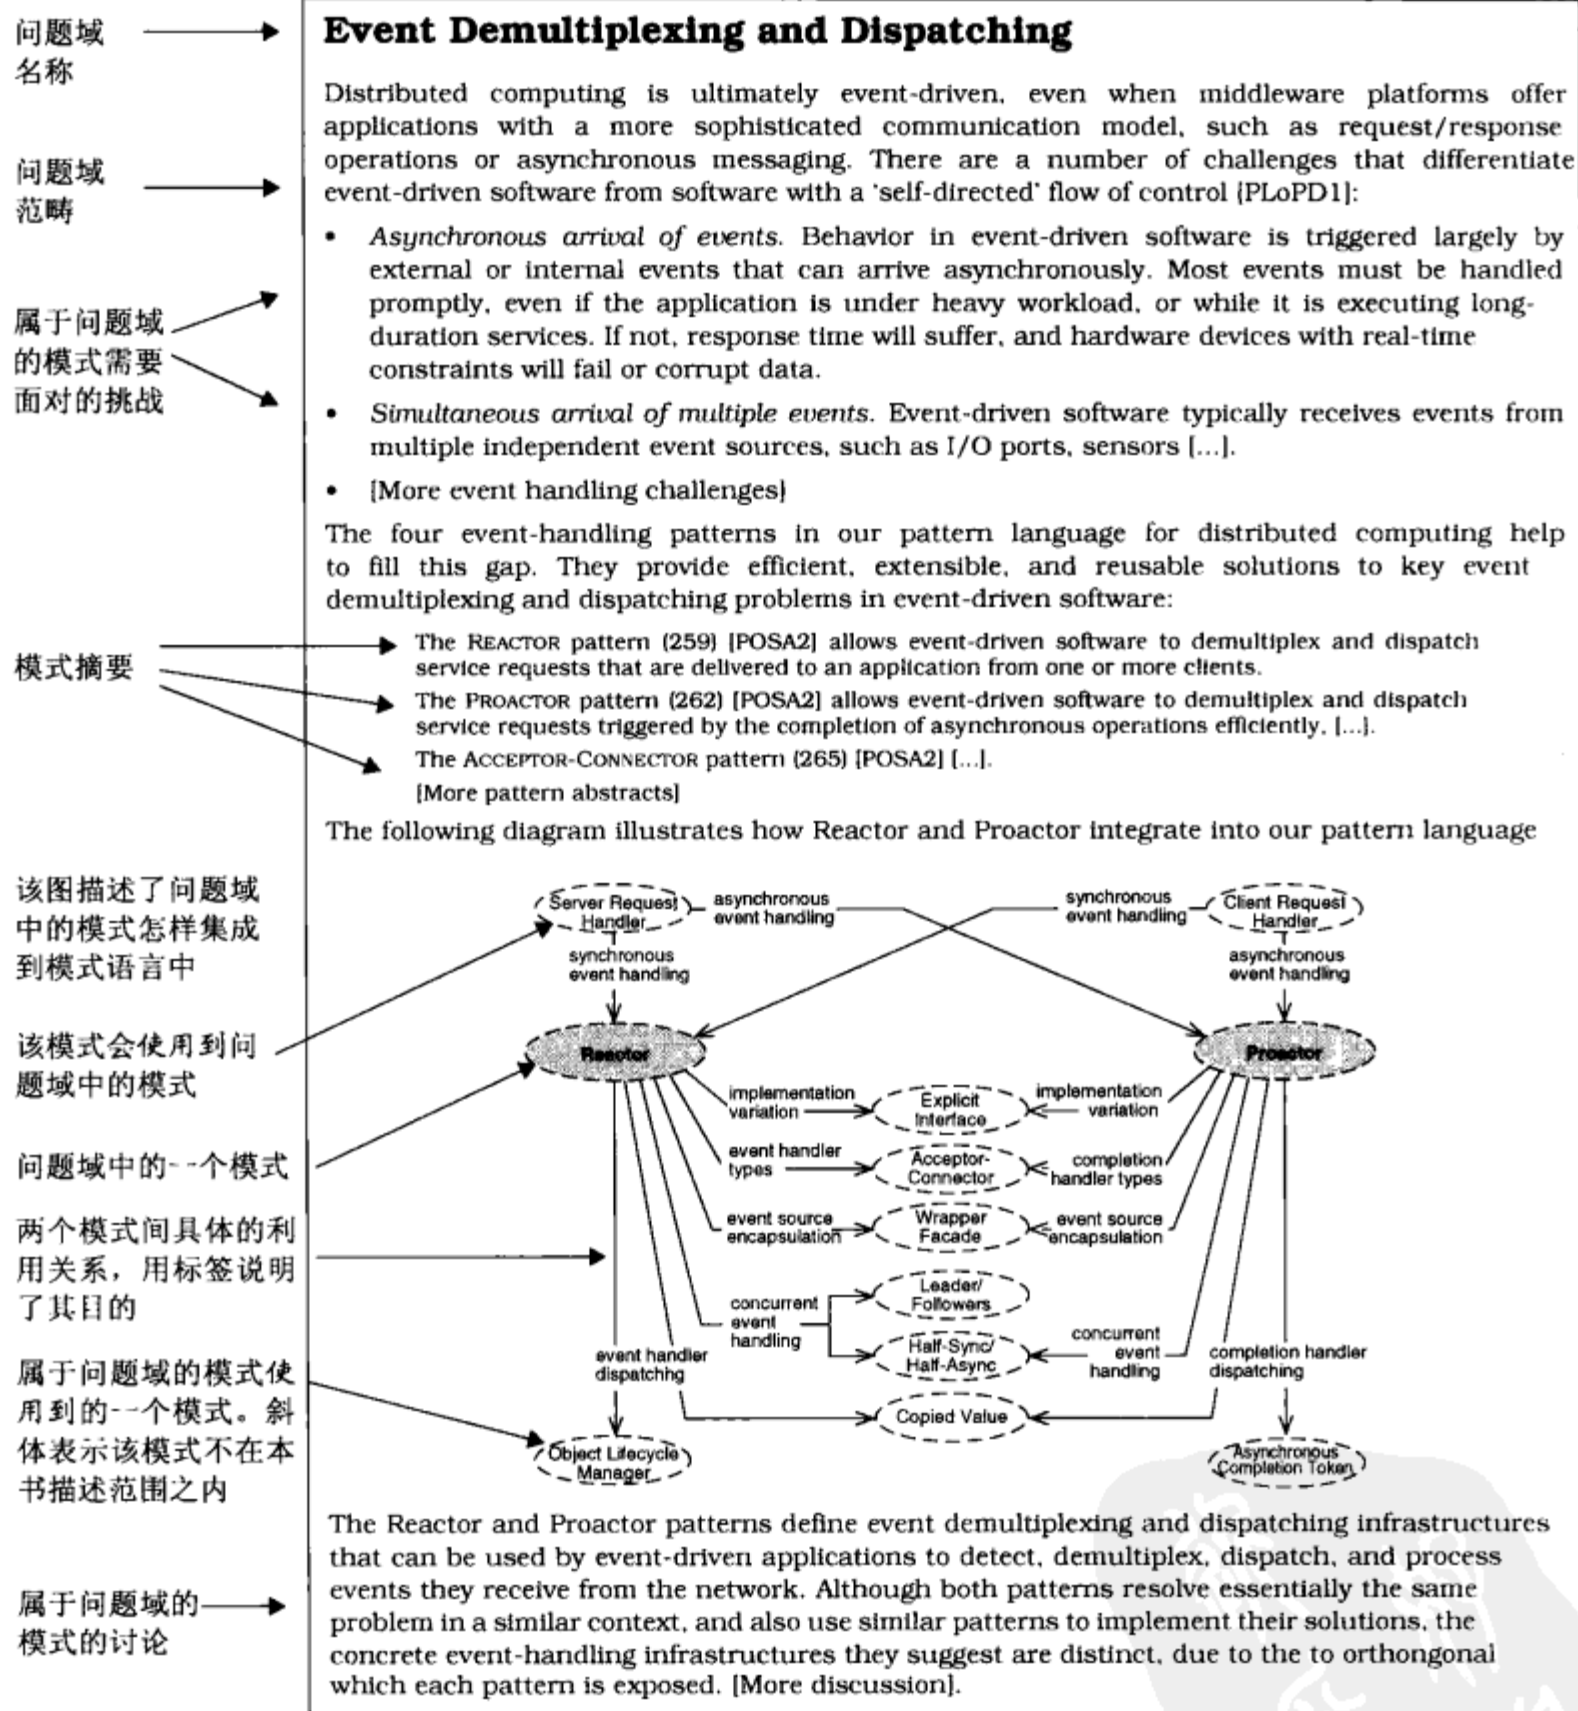 问题域
名称
Event Demultiplexing and Dispatching
Distributed computing is ultimately event-driven, even when middleware platforms offer
applications with a more sophisticated communication model, such as request/response
operations or asynchronous messaging. There are a number of challenges that differentiate
event-driven software from software with a 'self-directed' flow of control [PLoPD1]:
问题域
范畴
• Asynchronous arrival of events. Behavior in event-driven software is triggered largely by
external or internal events that can arrive asynchronously. Most events must be handled
promptly, even if the application is under heavy workload, or while it is executing long-
duration services. If not, response time will suffer, and hardware devices with real-time
constraints will fail or corrupt data.
属于问题域
的模式需要
面对的挑战
• Simultaneous arrival of multiple events. Event-driven software typically receives events from
multiple independent event sources, such as I/O ports, sensors [...].
• [More event handling challenges]
The four event-handling patterns in our pattern language for distributed computing help
to fill this gap. They provide efficient, extensible, and reusable solutions to key event
demultiplexing and dispatching problems in event-driven software:
模式摘要
The REACTOR pattern (259) [POSA2] allows event-driven software to demultiplex and dispatch
service requests that are delivered to an application from one or more clients.
The PROACTOR pattern (262) [POSA2] allows event-driven software to demultiplex and dispatch
service requests triggered by the completion of asynchronous operations efficiently, [...].
The ACCEPTOR-CONNECTOR pattern (265) [POSA2] [...].
[More pattern abstracts]
The following diagram illustrates how Reactor and Proactor integrate into our pattern language
该图描述了问题域
中的模式怎样集成
到模式语言中
该模式会使用到问
题域中的模式
问题域中的一个模式
两个模式间具体的利
用关系，用标签说明
了其目的
属于问题域的模式使
用到的一个模式。斜
体表示该模式不在本
书描述范围之内
Server Request
Handler
asynchronous
event handling
synchronous
event handling
Client Request
Handler
synchronous
event handling
asynchronous
event handling
Reactor
Proactor
implementation
variation
Explicit
Interface
implementation
variation
event handler
types
Acceptor-
Connector
completion
handler types
event source
encapsulation
Wrapper
Facade
event source
encapsulation
Leader/
Followers
concurrent
event
handling
Half-Sync/
Half-Async
concurrent
event
handling
event handler
dispatchhg
completion handler
dispatching
Copied Value
Object Lifecycle
Manager
Asynchronous
Completion Token
The Reactor and Proactor patterns define event demultiplexing and dispatching infrastructures
that can be used by event-driven applications to detect, demultiplex, dispatch, and process
events they receive from the network. Although both patterns resolve essentially the same
problem in a similar context, and also use similar patterns to implement their solutions, the
concrete event-handling infrastructures they suggest are distinct, due to the to orthongonal
which each pattern is exposed. [More discussion].
属于问题域的
模式的讨论